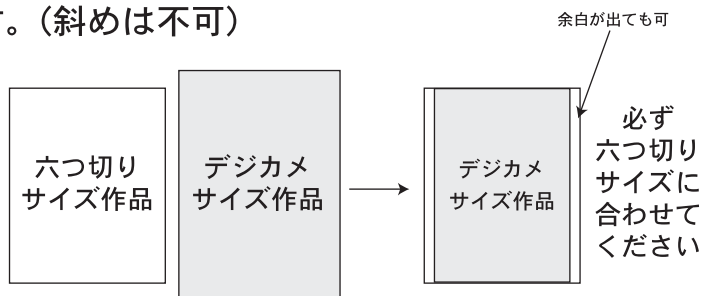 。（斜めは不可）
余白が出ても可
六つ切り
サイズ作品
デジカメ
サイズ作品
デジカメ
サイズ作品
必ず
六つ切り
サイズに
合わせて
ください